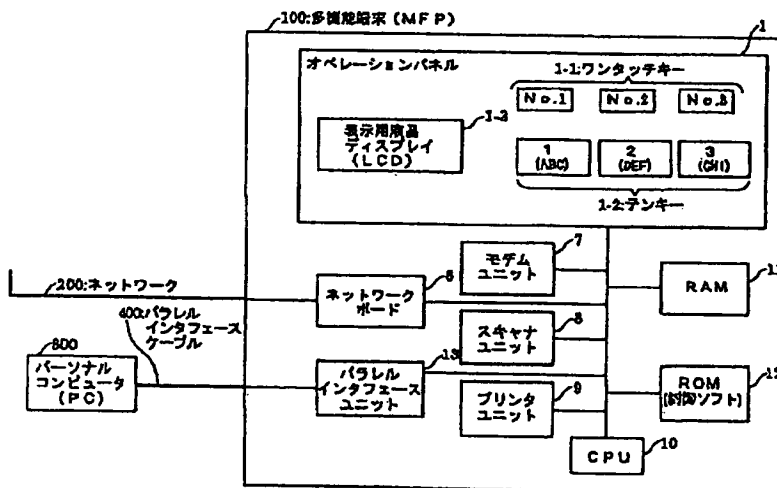 100:多機能端末(MFP)
1
オペレーションパネル
1-1:ワンタッチキー
No.1 No.2 No.3
1-3
表示用液晶
ディスプレイ
(LCD)
1 2 3
(ABC) (DEF) (GHI)
1-2:テンキー
7
モデム
ユニット
11
RAM
200:ネットワーク
6
ネットワーク
ボード
400:パラレル
インタフェース
ケーブル
8
スキャナ
ユニット
300
パーソナル
コンピュータ
(PC)
13
パラレル
インタフェース
ユニット
9
プリンタ
ユニット
12
ROM
(制御ソフト)
10
CPU